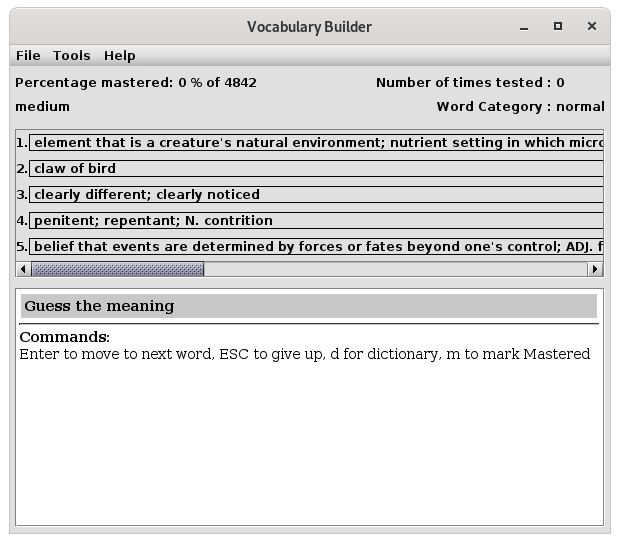 Vocabulary Builder
File Tools Help
Percentage mastered: 0 % of 4842 Number of times tested : 0
medium Word Category : normal
1. element that is a creature's natural environment; nutrient setting in which micro
2. claw of bird
3. clearly different; clearly noticed
4. penitent; repentant; N. contrition
5. belief that events are determined by forces or fates beyond one's control; ADJ. f
Guess the meaning
Commands:
Enter to move to next word, ESC to give up, d for dictionary, m to mark Mastered